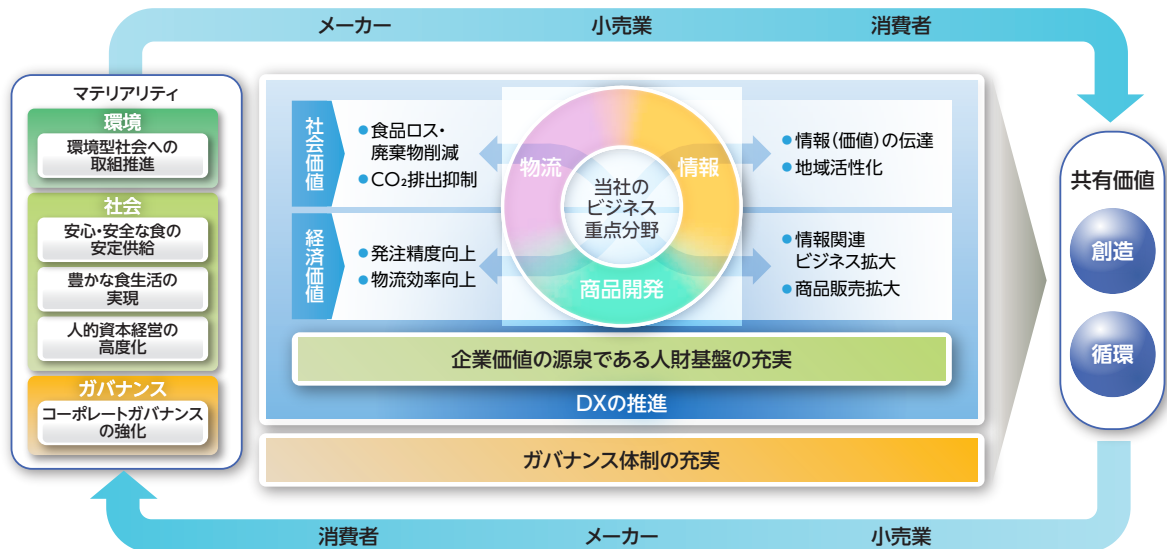 メーカー
小売業
消費者
マテリアリティ
環境
環境型社会への
取組推進
社会
安心・安全な食の
安定供給
豊かな食生活の
実現
人的資本経営の
高度化
ガバナンス
コーポレートガバナンス
の強化
社会価値
●食品ロス・
廃棄物削減
●CO₂排出抑制
物流
情報
当社の
ビジネス
重点分野
商品開発
●情報(価値)の伝達
●地域活性化
経済価値
●発注精度向上
●物流効率向上
●情報関連
ビジネス拡大
●商品販売拡大
企業価値の源泉である人財基盤の充実
DXの推進
ガバナンス体制の充実
共有価値
創造
循環
消費者
メーカー
小売業